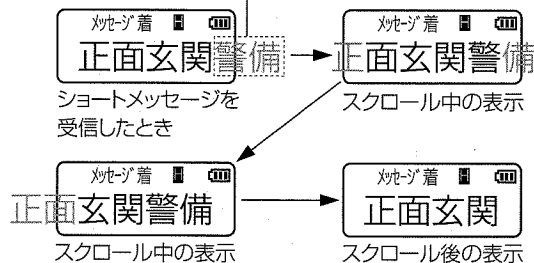 メッセージ着 H
正面玄関警備
ショートメッセージを
受信したとき
メッセージ着 H
正面玄関警備
スクロール中の表示
メッセージ着 H
正面玄関警備
スクロール中の表示
メッセージ着 H
正面玄関
スクロール後の表示